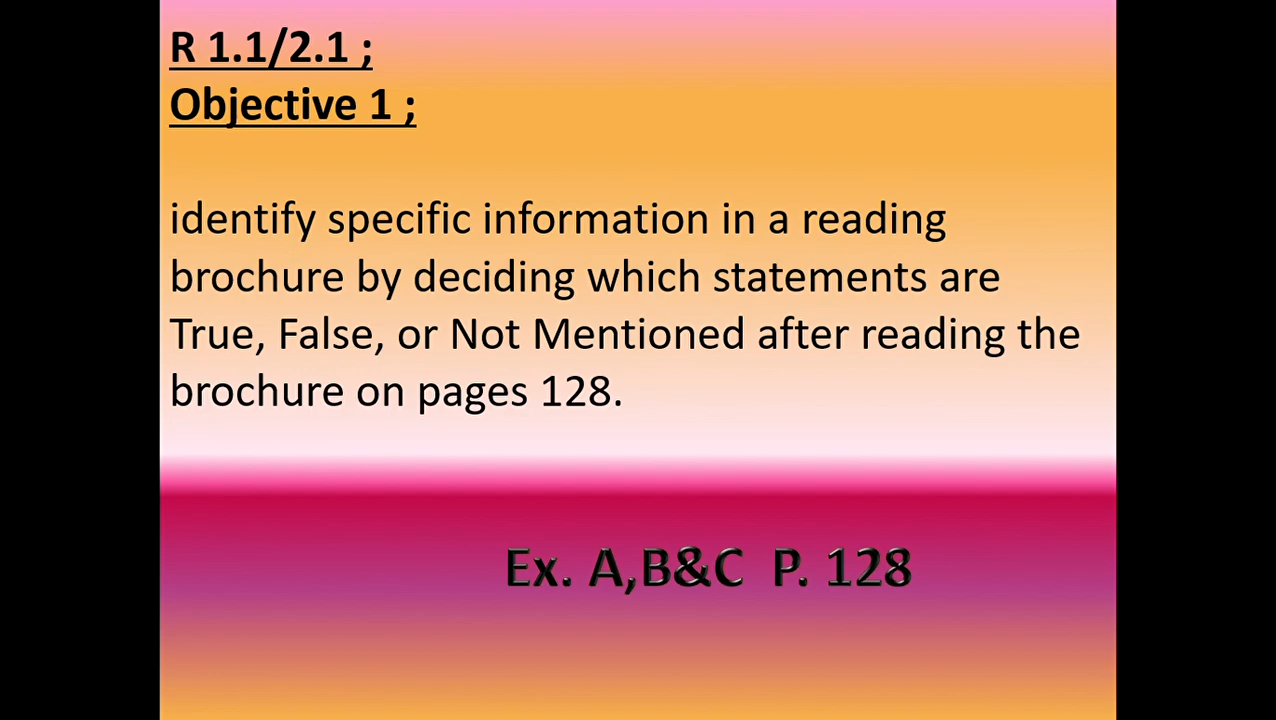 R 1.1/2.1 ;
Objective 1 ;
identify specific information in a reading
brochure by deciding which statements are
True, False, or Not Mentioned after reading the
brochure on pages 128.
Ex. A,B&C P. 128